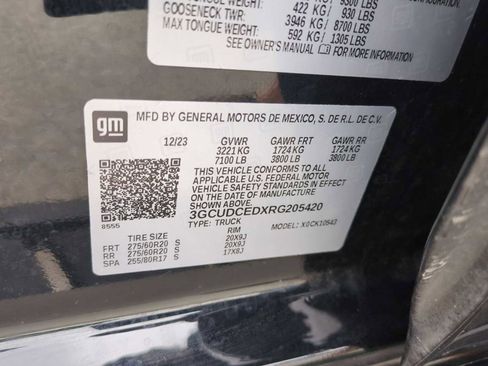 422 KG / 930 LBS
GOOSENECK TWR: 3946 KG / 8700 LBS
MAX TONGUE WEIGHT: 592 KG / 1305 LBS
SEE OWNER'S MANUAL FOR MORE INFORMATION
gm
MFD BY GENERAL MOTORS DE MEXICO, S. DE R.L. DE C.V.
12/23 GVWR GAWR FRT GAWR RR
3221 KG 1724 KG 1724 KG
7100 LB 3800 LB 3800 LB
THIS VEHICLE CONFORMS TO ALL
APPLICABLE U.S. FEDERAL MOTOR
VEHICLE SAFETY AND THEFT
PREVENTION STANDARDS IN
EFFECT ON THE DATE OF
MANUFACTURE SHOWN ABOVE.
3GCUDCEDXRG205420
TYPE: TRUCK MODEL: X0CK10543
8555
TIRE RIM
FRT 275/60R20 S 20X9J
RR 275/60R20 S 20X9J
SPA 255/80R17 S 17X8J